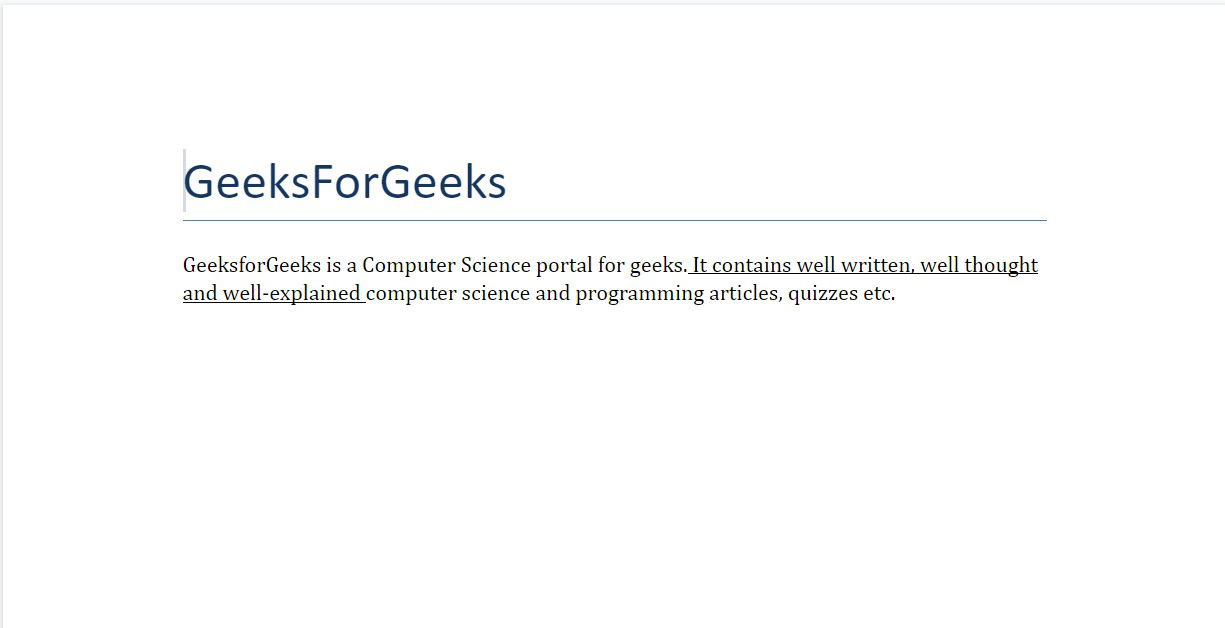 GeeksForGeeks
GeeksforGeeks is a Computer Science portal for geeks. It contains well written, well thought
and well-explained computer science and programming articles, quizzes etc.